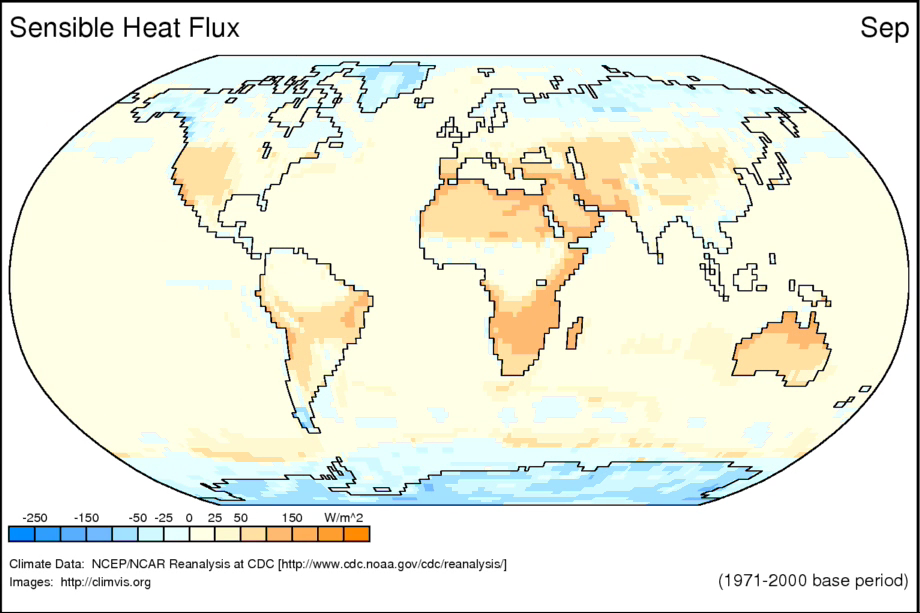 Sensible Heat Flux
Sep
-250 -150 -50 -25 0 25 50 150 W/m^2
Climate Data: NCEP/NCAR Reanalysis at CDC [http://www.cdc.noaa.gov/cdc/reanalysis/]
Images: http://climvis.org
(1971-2000 base period)